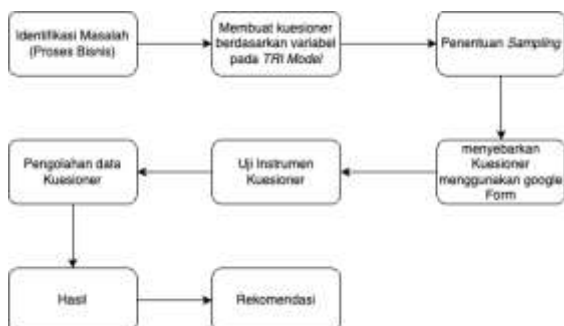 Identifikasi Masalah
(Proses Bisnis)
Membuat kuesioner
berdasarkan variabel
pada TRI Model
Penentuan Sampling
menyebarkan
Kuesioner
menggunakan google
Form
Uji Instrumen
Kuesioner
Pengolahan data
Kuesioner
Hasil
Rekomendasi